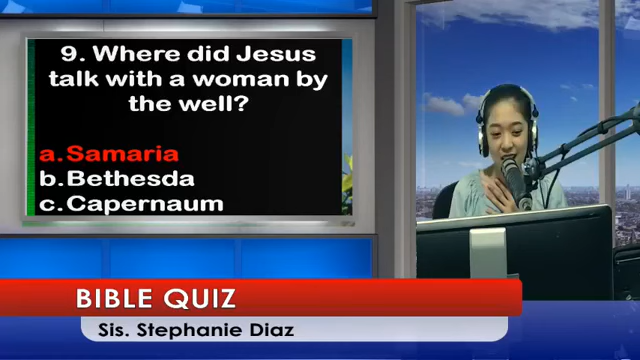 9. Where did Jesus
talk with a woman by
the well?
a. Samaria
b. Bethesda
c. Capernaum
BIBLE QUIZ
Sis. Stephanie Diaz